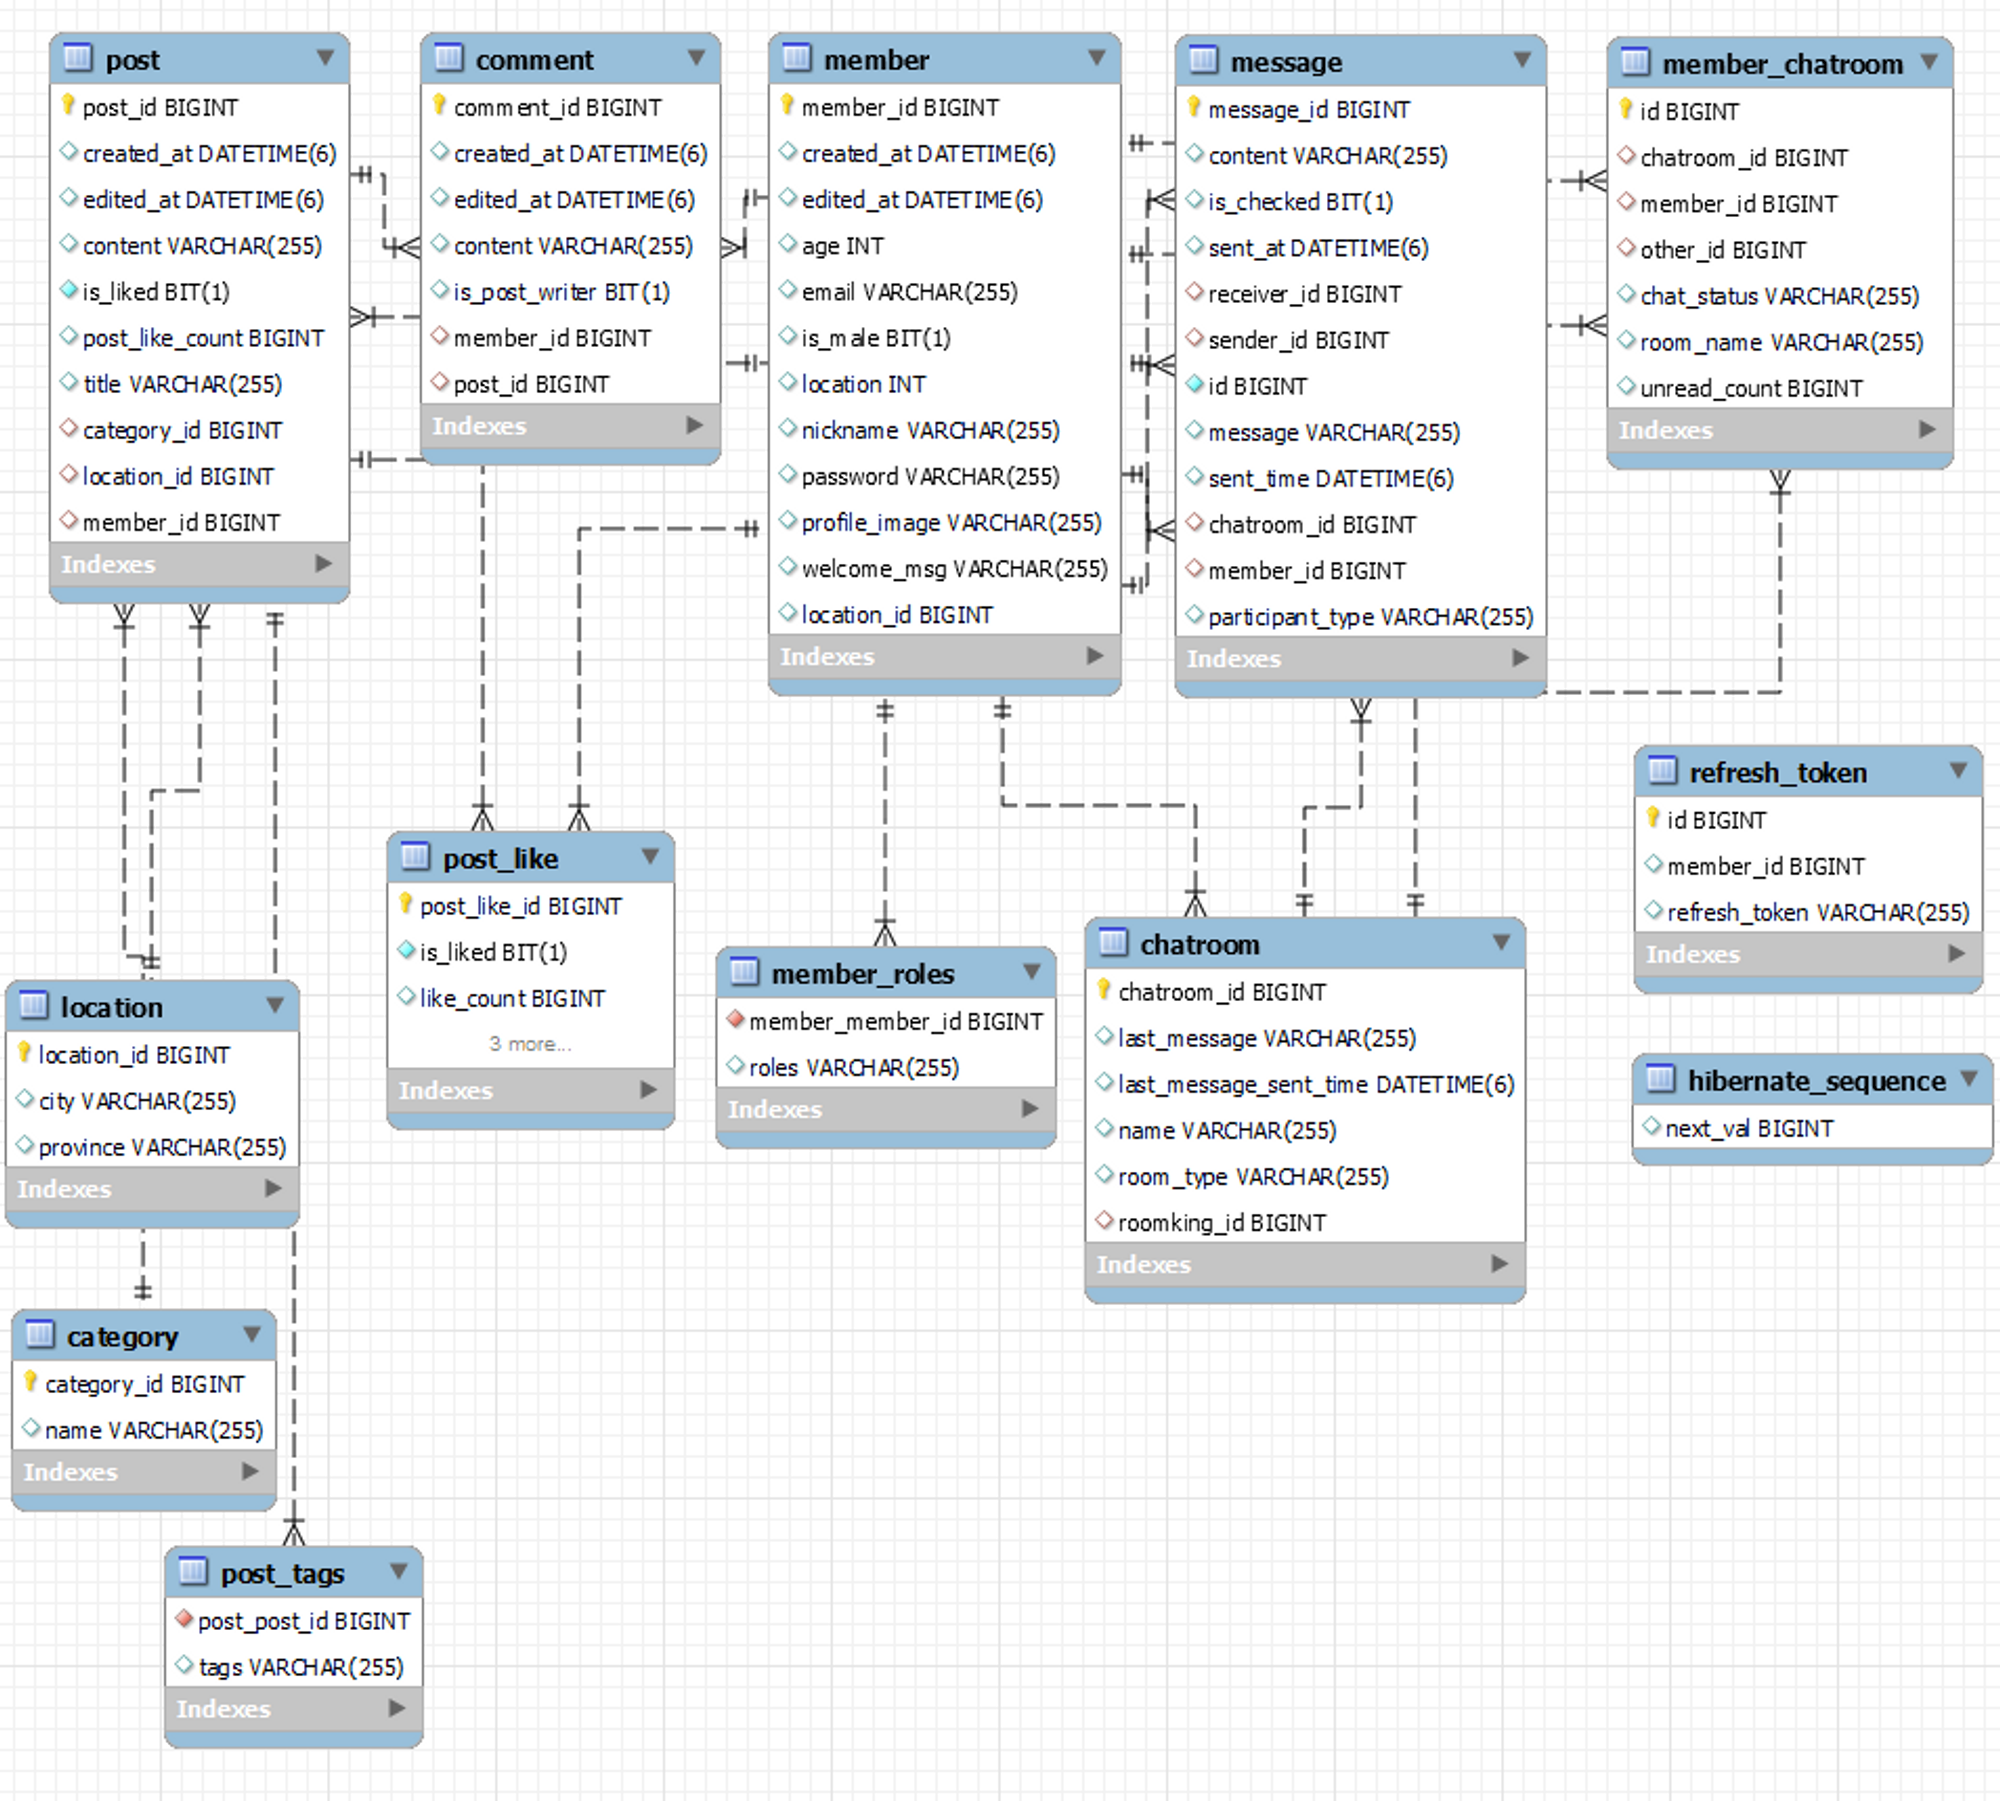 post
post_id BIGINT
created_at DATETIME(6)
edited_at DATETIME(6)
content VARCHAR(255)
is_liked BIT(1)
post_like_count BIGINT
title VARCHAR(255)
category_id BIGINT
location_id BIGINT
member_id BIGINT
Indexes
comment
comment_id BIGINT
created_at DATETIME(6)
edited_at DATETIME(6)
content VARCHAR(255)
is_post_writer BIT(1)
member_id BIGINT
post_id BIGINT
Indexes
member
member_id BIGINT
created_at DATETIME(6)
edited_at DATETIME(6)
age INT
email VARCHAR(255)
is_male BIT(1)
location INT
nickname VARCHAR(255)
password VARCHAR(255)
profile_image VARCHAR(255)
welcome_msg VARCHAR(255)
location_id BIGINT
Indexes
message
message_id BIGINT
content VARCHAR(255)
is_checked BIT(1)
sent_at DATETIME(6)
receiver_id BIGINT
sender_id BIGINT
id BIGINT
message VARCHAR(255)
sent_time DATETIME(6)
chatroom_id BIGINT
member_id BIGINT
participant_type VARCHAR(255)
Indexes
member_chatroom
id BIGINT
chatroom_id BIGINT
member_id BIGINT
other_id BIGINT
chat_status VARCHAR(255)
room_name VARCHAR(255)
unread_count BIGINT
Indexes
refresh_token
id BIGINT
member_id BIGINT
refresh_token VARCHAR(255)
Indexes
post_like
post_like_id BIGINT
is_liked BIT(1)
like_count BIGINT
3 more...
Indexes
member_roles
member_member_id BIGINT
roles VARCHAR(255)
Indexes
chatroom
chatroom_id BIGINT
last_message VARCHAR(255)
last_message_sent_time DATETIME(6)
name VARCHAR(255)
room_type VARCHAR(255)
roomking_id BIGINT
Indexes
location
location_id BIGINT
city VARCHAR(255)
province VARCHAR(255)
Indexes
hibernate_sequence
next_val BIGINT
category
category_id BIGINT
name VARCHAR(255)
Indexes
post_tags
post_post_id BIGINT
tags VARCHAR(255)
Indexes